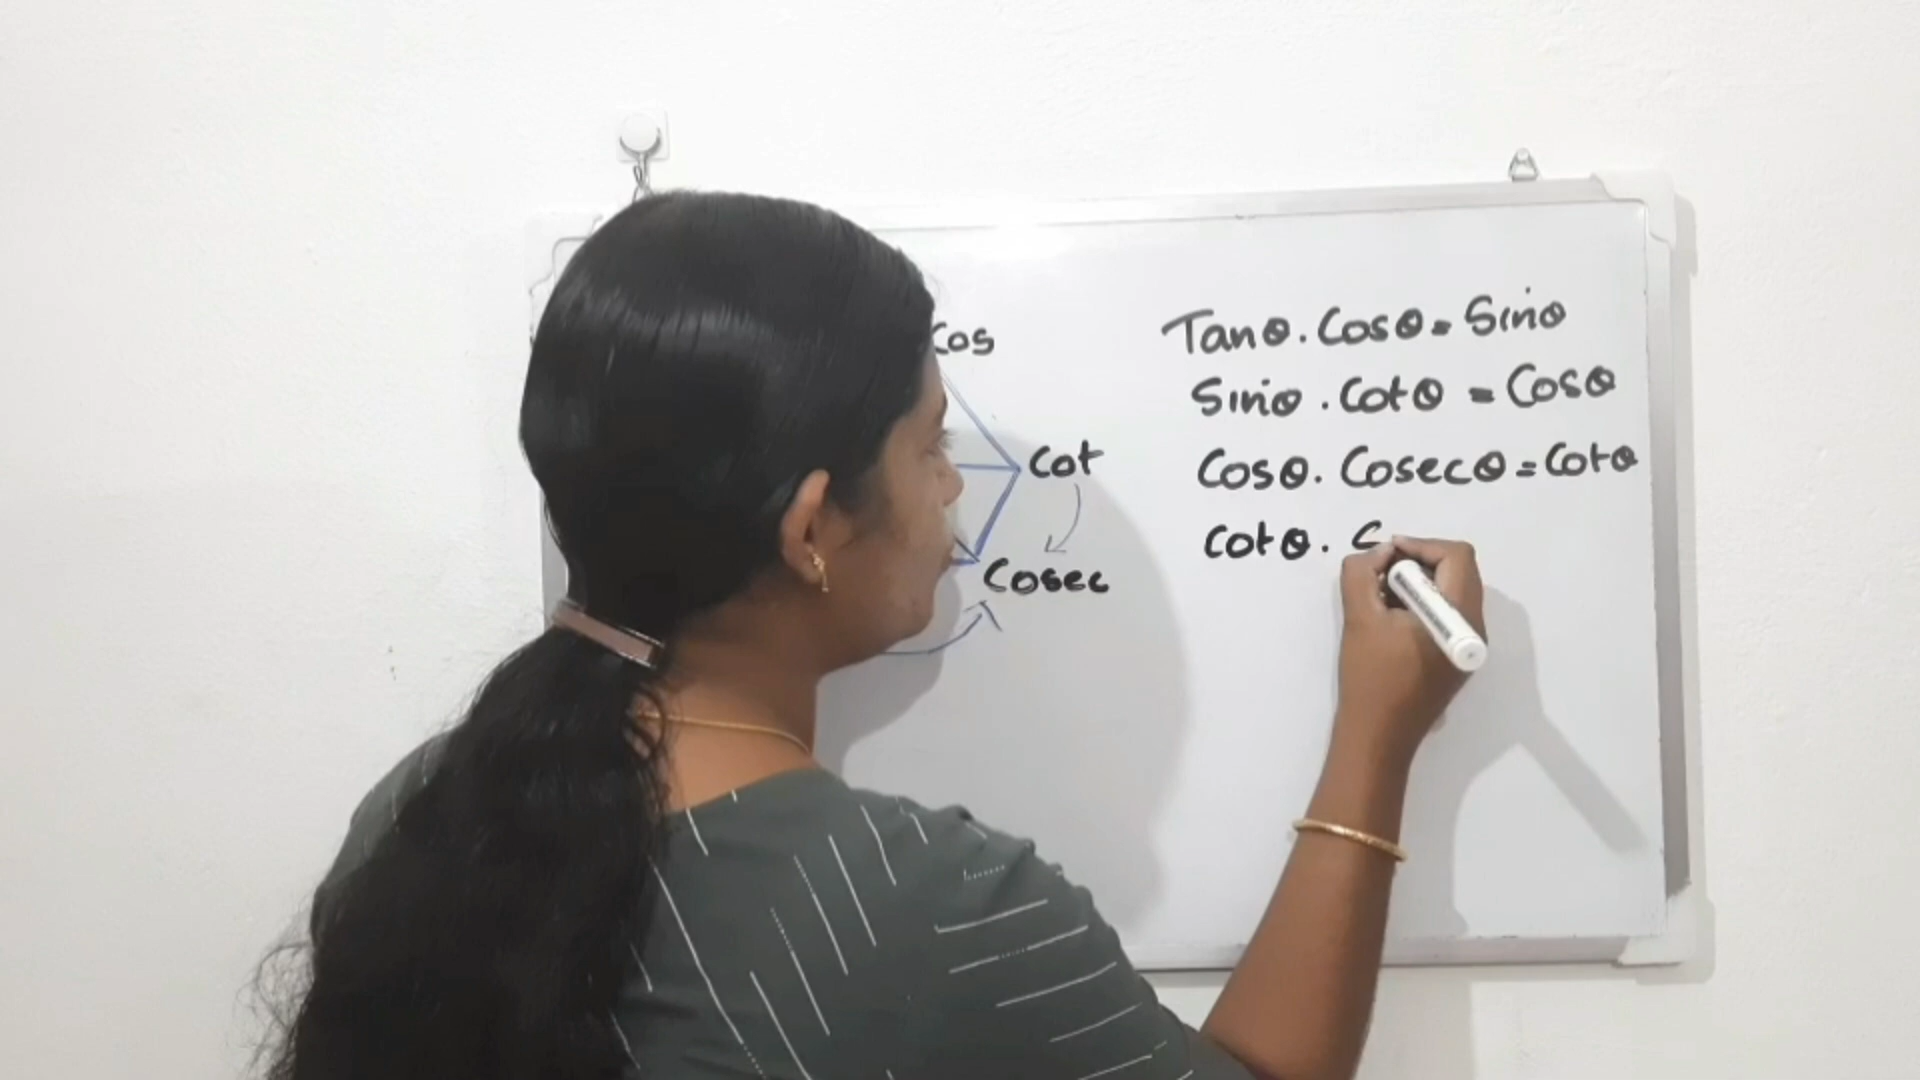 Cos
Cot
Cosec
Tanθ . Cosθ = Sinθ
Sinθ . Cotθ = Cosθ
Cosθ . Cosecθ = Cotθ
Cotθ .